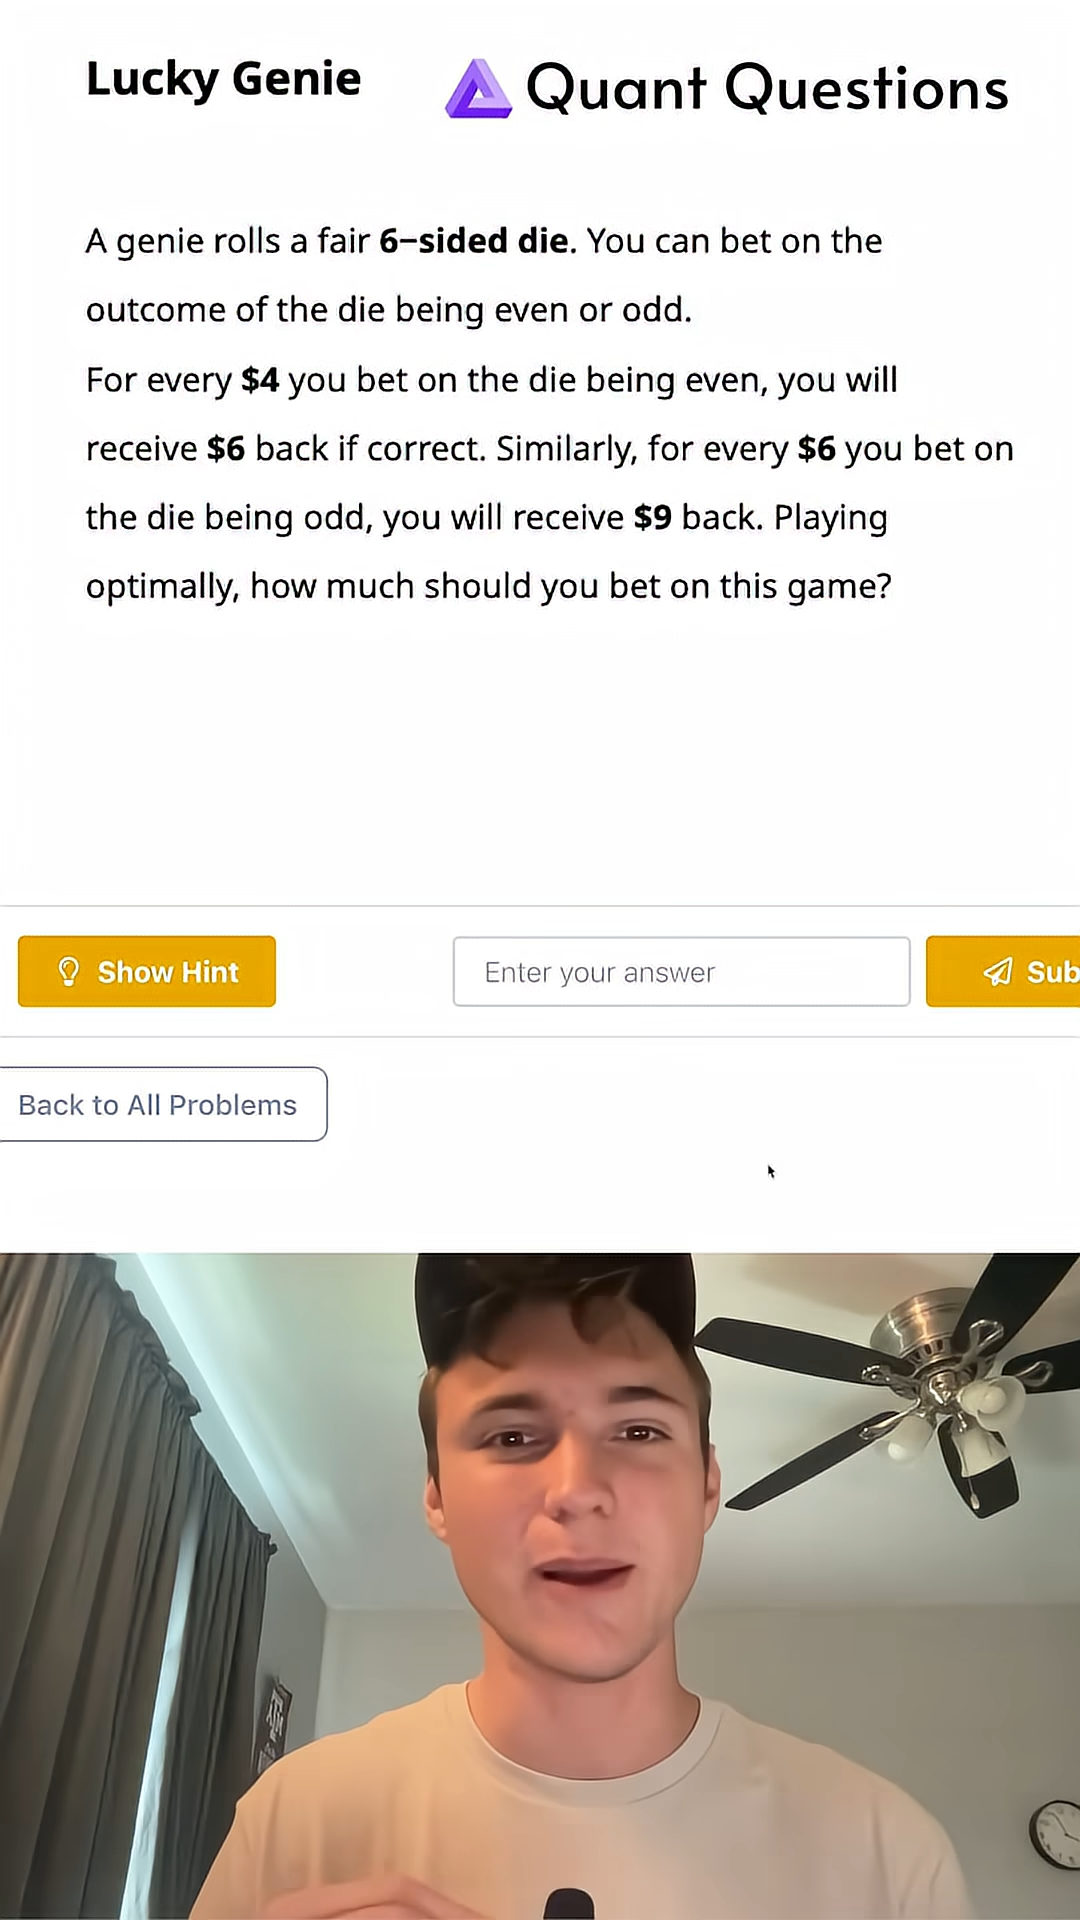 Lucky Genie
Quant Questions
A genie rolls a fair 6–sided die. You can bet on the
outcome of the die being even or odd.
For every $4 you bet on the die being even, you will
receive $6 back if correct. Similarly, for every $6 you bet on
the die being odd, you will receive $9 back. Playing
optimally, how much should you bet on this game?
Show Hint
Enter your answer
Sub
Back to All Problems